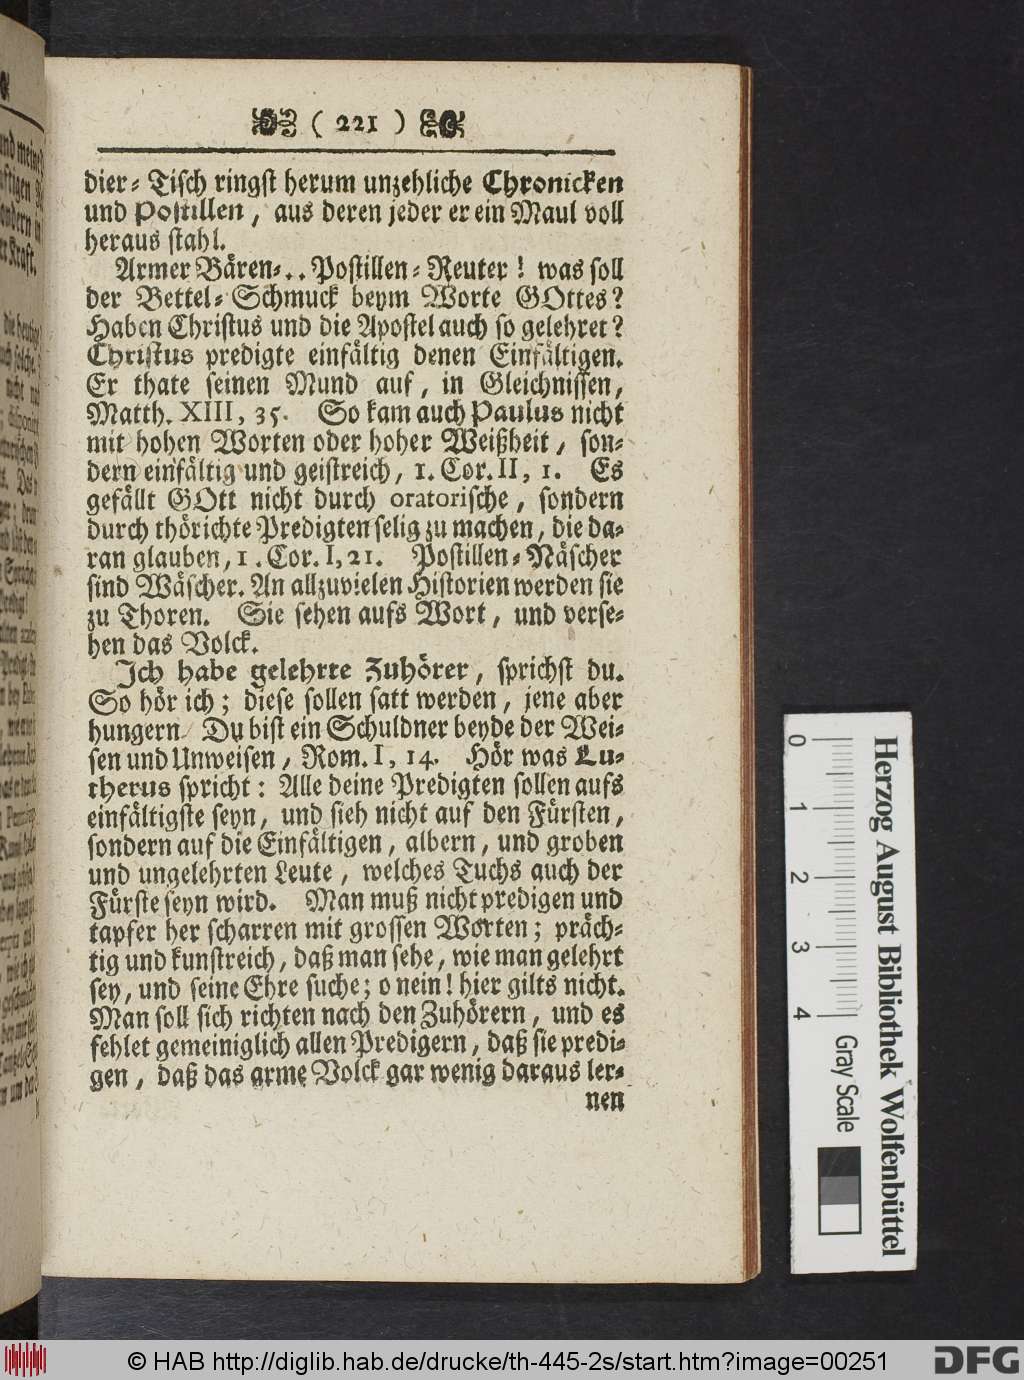 ( 221 )
dier- Tisch ringst herum unzehliche Chronicken
und Postillen, aus deren jeder er ein Maul voll
heraus stahl.
Armer Bären-.. Postillen-Reuter! was soll
der Bettel-Schmuck beym Worte GOttes?
Haben Christus und die Apostel auch so gelehret?
Christus predigte einfältig denen Einfältigen.
Er thate seinen Mund auf, in Gleichnissen,
Matth. XIII, 35. So kam auch Paulus nicht
mit hohen Worten oder hoher Weißheit, son-
dern einfältig und geistreich, 1. Cor. II, 1. Es
gefällt GOtt nicht durch oratorische, sondern
durch thörichte Predigten selig zu machen, die da-
ran glauben, 1. Cor. I, 21. Postillen-Näscher
sind Wäscher. An allzuvielen Historien werden sie
zu Thoren. Sie sehen aufs Wort, und verse-
hen das Volck.
Ich habe gelehrte Zuhörer, sprichst du.
So hör ich; diese sollen satt werden, jene aber
hungern. Du bist ein Schuldner beyde der Wei-
sen und Unweisen, Rom. I, 14. Hör was Lu-
therus spricht: Alle deine Predigten sollen aufs
einfältigste seyn, und sieh nicht auf den Fürsten,
sondern auf die Einfältigen, albern, und groben
und ungelehrten Leute, welches Tuchs auch der
Fürste seyn wird. Man muß nicht predigen und
tapfer her scharren mit grossen Worten; präch-
tig und kunstreich, daß man sehe, wie man gelehrt
sey, und seine Ehre suche; o nein! hier gilts nicht.
Man soll sich richten nach den Zuhörern, und es
fehlet gemeiniglich allen Predigern, daß sie predi-
gen, daß das arme Volck gar wenig daraus ler-
nen
Herzog August Bibliothek Wolfenbüttel
0 1 2 3 4 Gray Scale
© HAB http://diglib.hab.de/drucke/th-445-2s/start.htm?image=00251
DFG